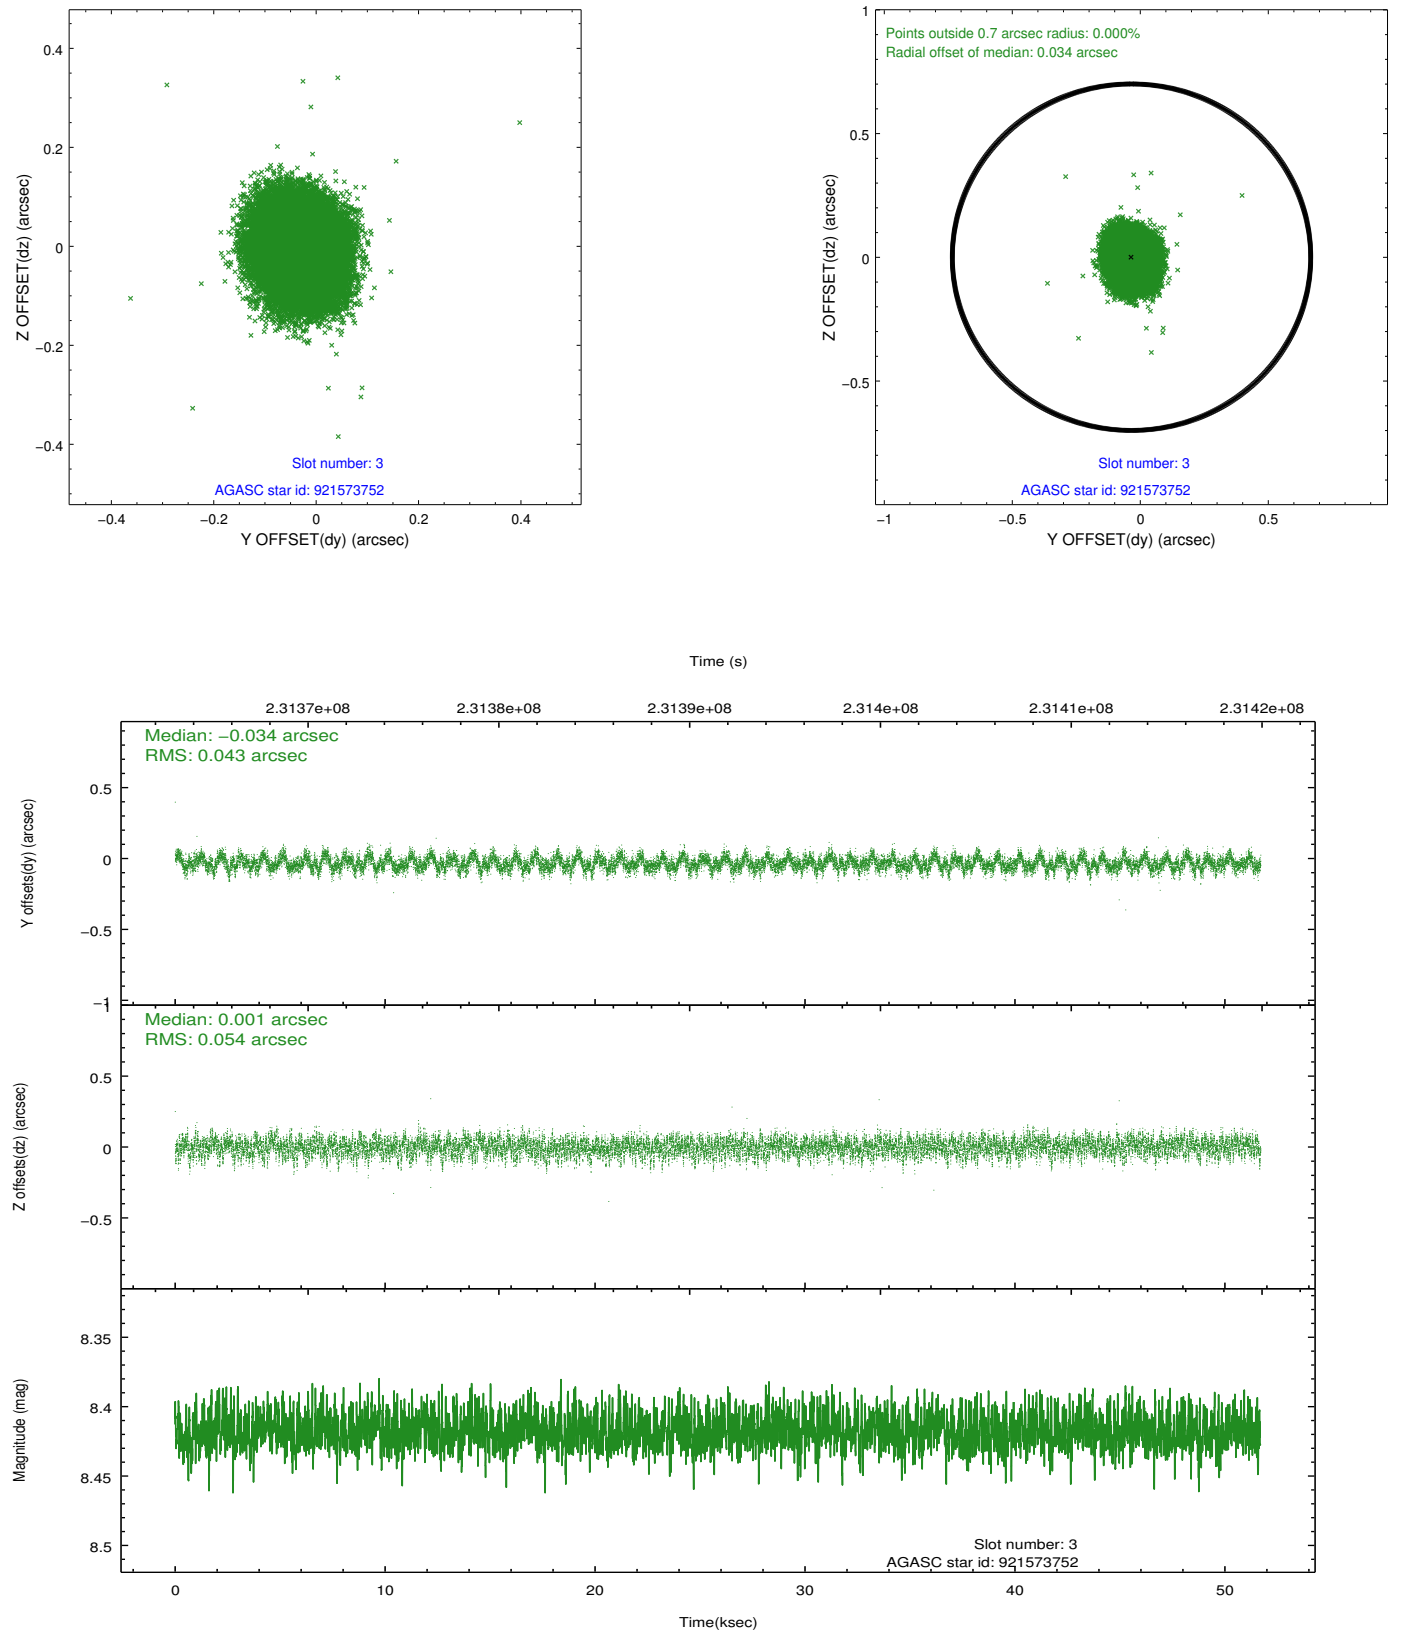 0.4
0.2
0
−0.2
−0.4
Z OFFSET(dz) (arcsec)
Slot number: 3
AGASC star id: 921573752
−0.4
−0.2
0
0.2
0.4
Y OFFSET(dy) (arcsec)
1
0.5
0
−0.5
Z OFFSET(dz) (arcsec)
Points outside 0.7 arcsec radius: 0.000%
Radial offset of median: 0.034 arcsec
Slot number: 3
AGASC star id: 921573752
−1
−0.5
0
0.5
Y OFFSET(dy) (arcsec)
Time (s)
2.3137e+08
2.3138e+08
2.3139e+08
2.314e+08
2.3141e+08
2.3142e+08
Median: −0.034 arcsec
RMS: 0.043 arcsec
0.5
0
−0.5
−1
Y offsets(dy) (arcsec)
1
Median: 0.001 arcsec
RMS: 0.054 arcsec
0.5
0
−0.5
Z offsets(dz) (arcsec)
8.35
8.4
8.45
8.5
Magnitude (mag)
Slot number: 3
AGASC star id: 921573752
0
10
20
30
40
50
Time(ksec)